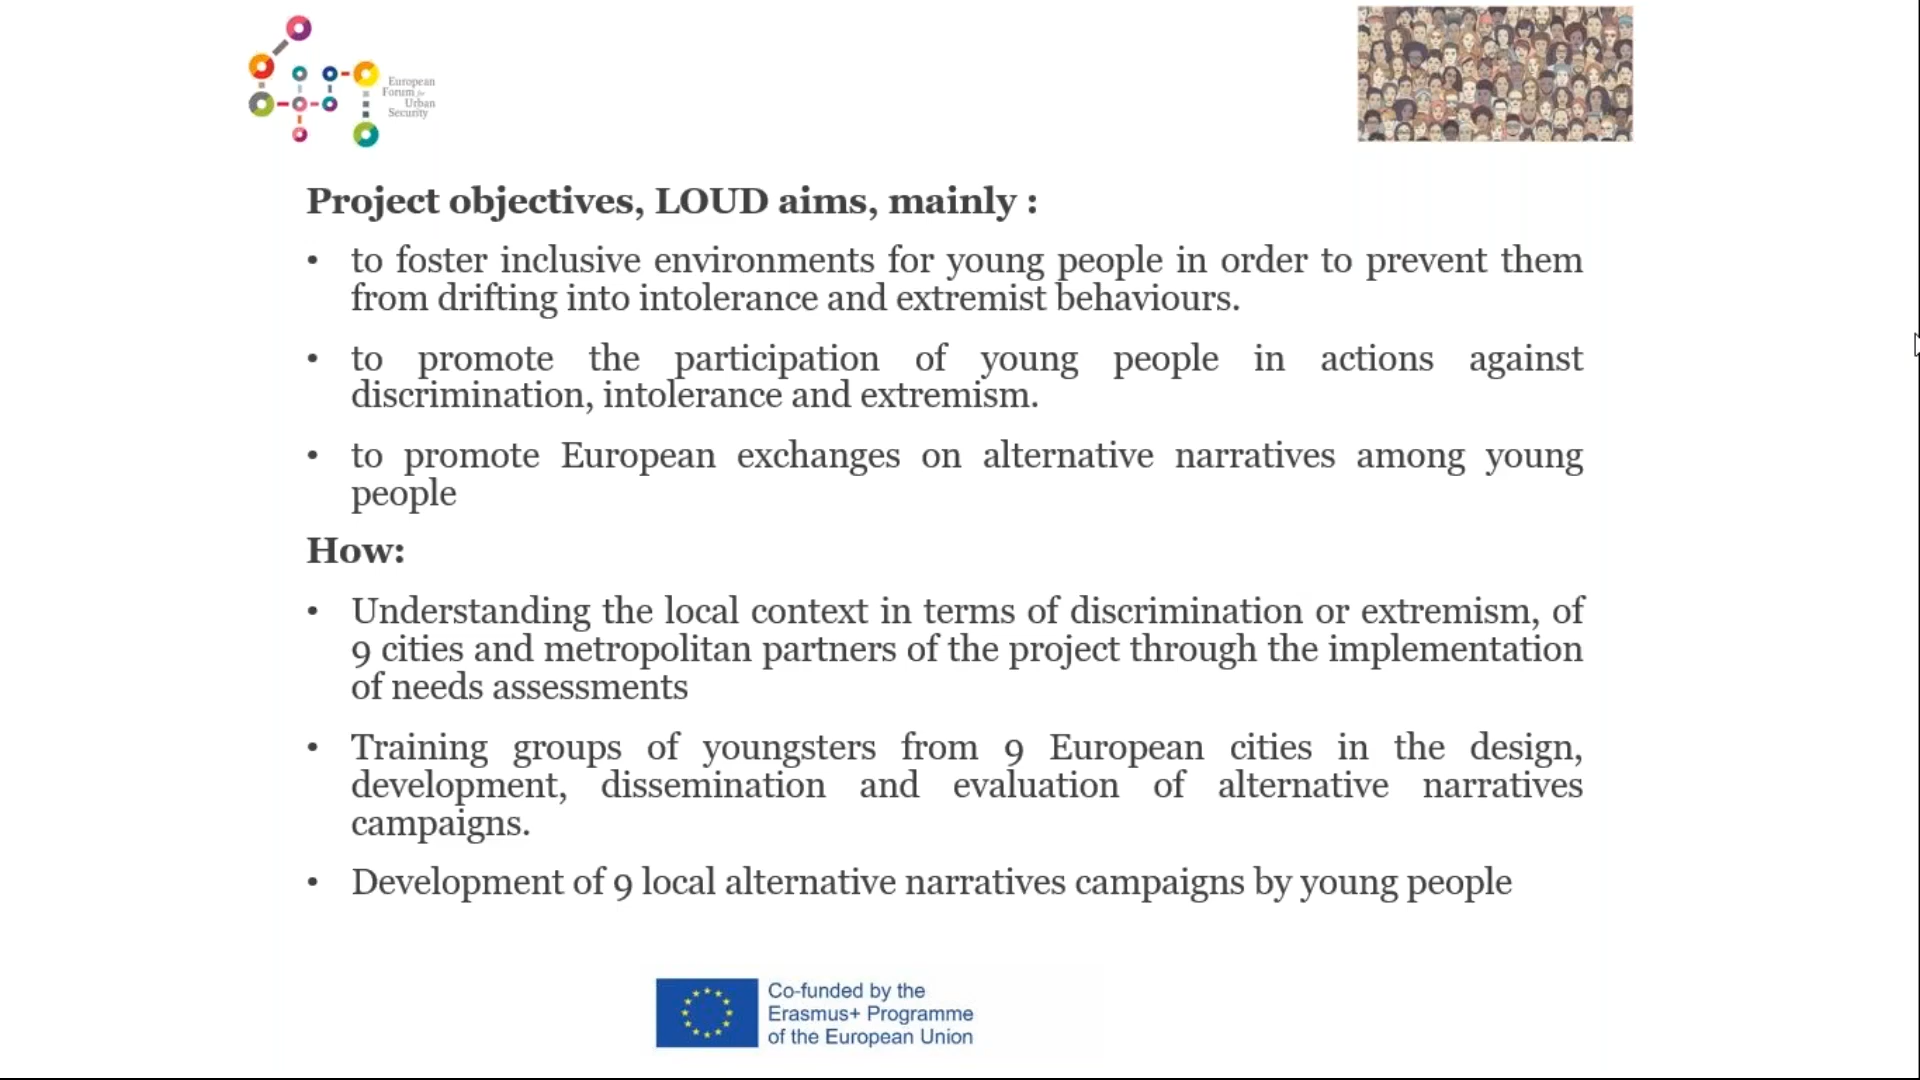 European
Forum for
Urban
Security
Project objectives, LOUD aims, mainly :
• to foster inclusive environments for young people in order to prevent them
from drifting into intolerance and extremist behaviours.
• to promote the participation of young people in actions against
discrimination, intolerance and extremism.
• to promote European exchanges on alternative narratives among young
people
How:
• Understanding the local context in terms of discrimination or extremism, of
9 cities and metropolitan partners of the project through the implementation
of needs assessments
• Training groups of youngsters from 9 European cities in the design,
development, dissemination and evaluation of alternative narratives
campaigns.
• Development of 9 local alternative narratives campaigns by young people
Co-funded by the
Erasmus+ Programme
of the European Union